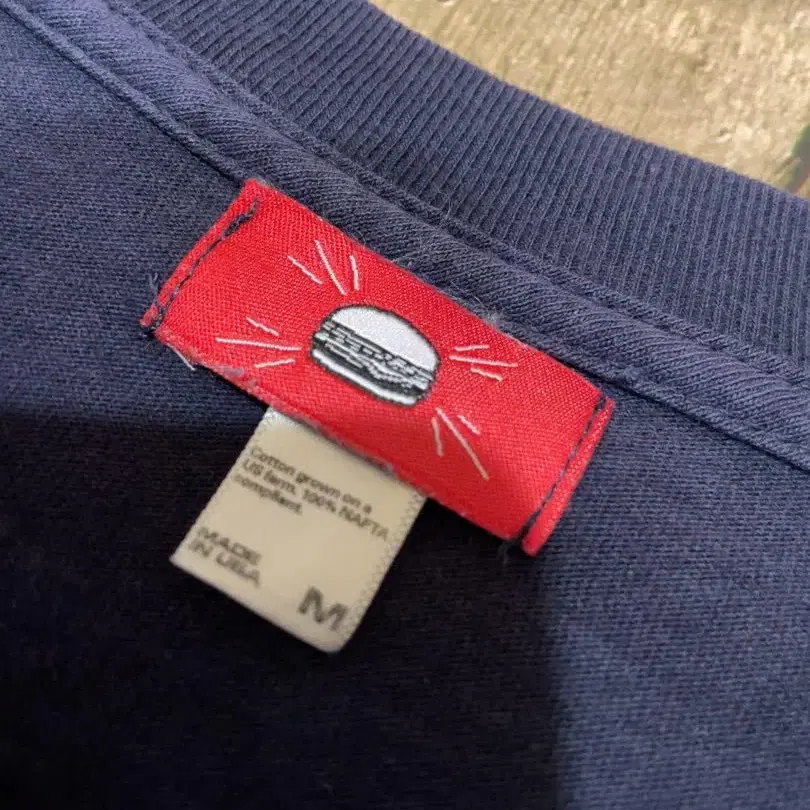 Cotton grown on a
US farm. 100% NAFTA
compliant.
MADE
IN USA
M